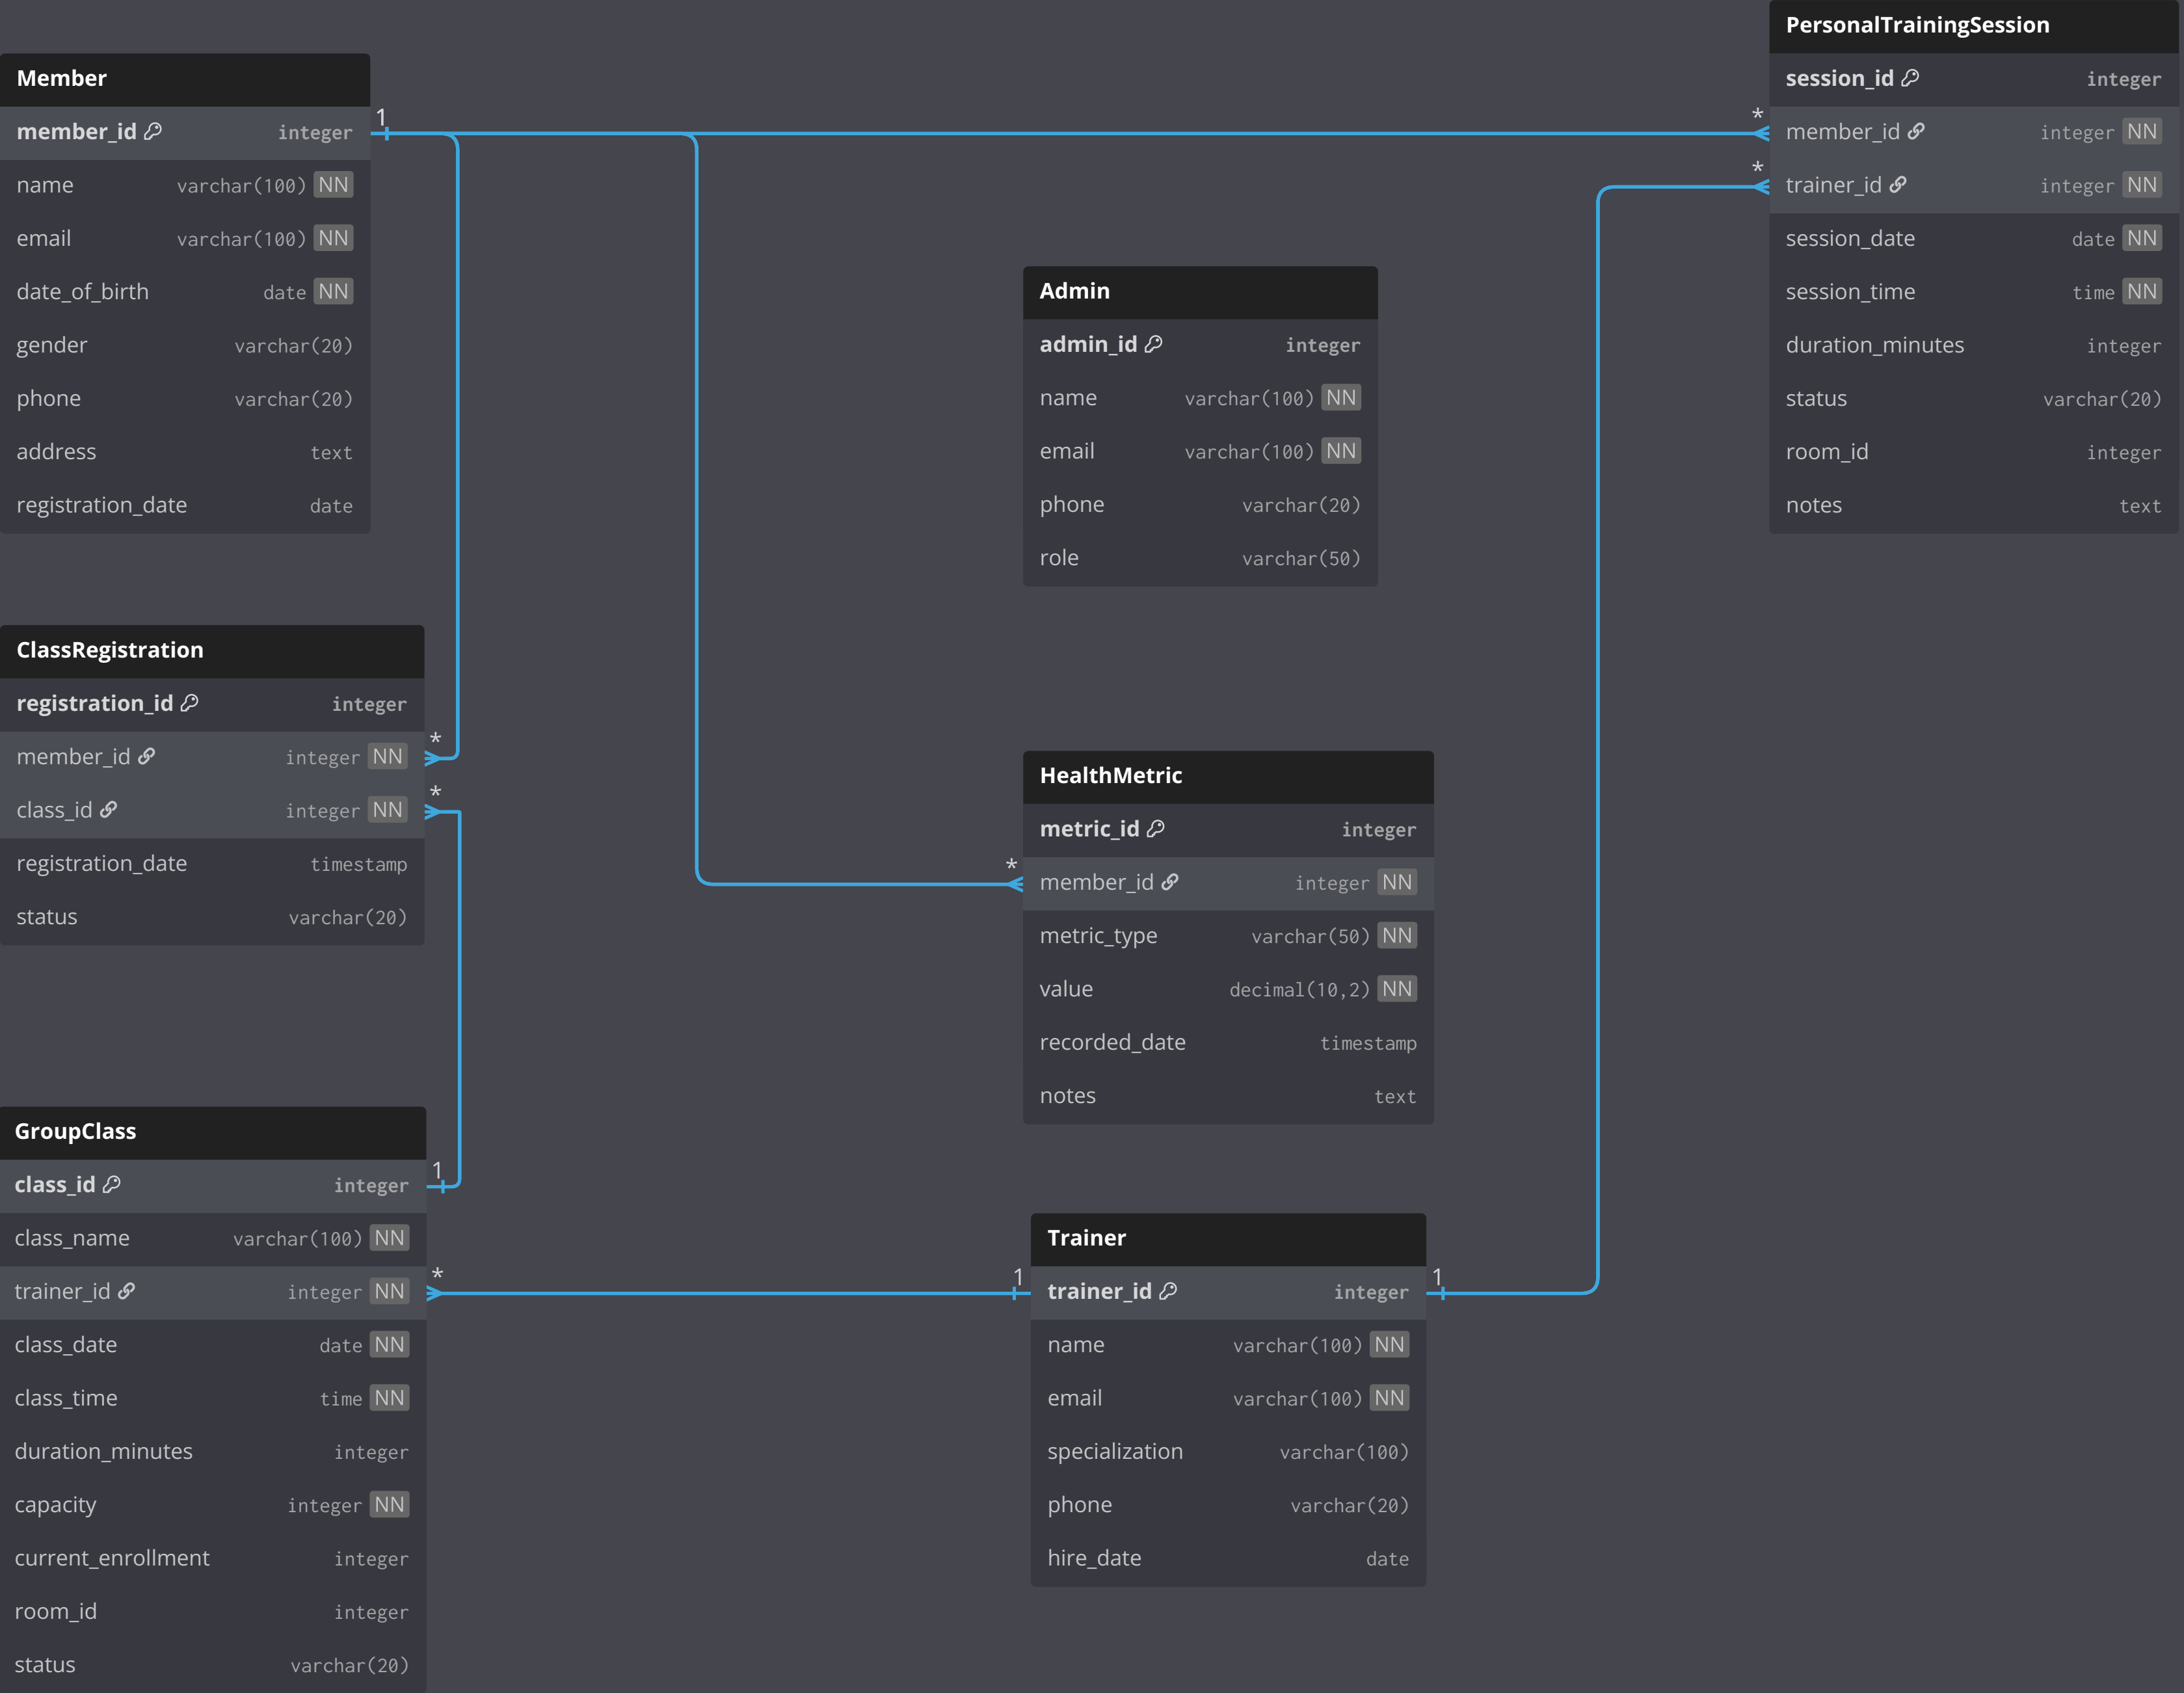 Member
member_id integer
name varchar(100) NN
email varchar(100) NN
date_of_birth date NN
gender varchar(20)
phone varchar(20)
address text
registration_date date
1
*
*
PersonalTrainingSession
session_id integer
member_id integer NN
trainer_id integer NN
session_date date NN
session_time time NN
duration_minutes integer
status varchar(20)
room_id integer
notes text
Admin
admin_id integer
name varchar(100) NN
email varchar(100) NN
phone varchar(20)
role varchar(50)
ClassRegistration
registration_id integer
member_id integer NN
class_id integer NN
registration_date timestamp
status varchar(20)
*
*
HealthMetric
metric_id integer
*
member_id integer NN
metric_type varchar(50) NN
value decimal(10,2) NN
recorded_date timestamp
notes text
GroupClass
class_id integer
class_name varchar(100) NN
trainer_id integer NN
class_date date NN
class_time time NN
duration_minutes integer
capacity integer NN
current_enrollment integer
room_id integer
status varchar(20)
1
*
1
Trainer
trainer_id integer
name varchar(100) NN
email varchar(100) NN
specialization varchar(100)
phone varchar(20)
hire_date date
1